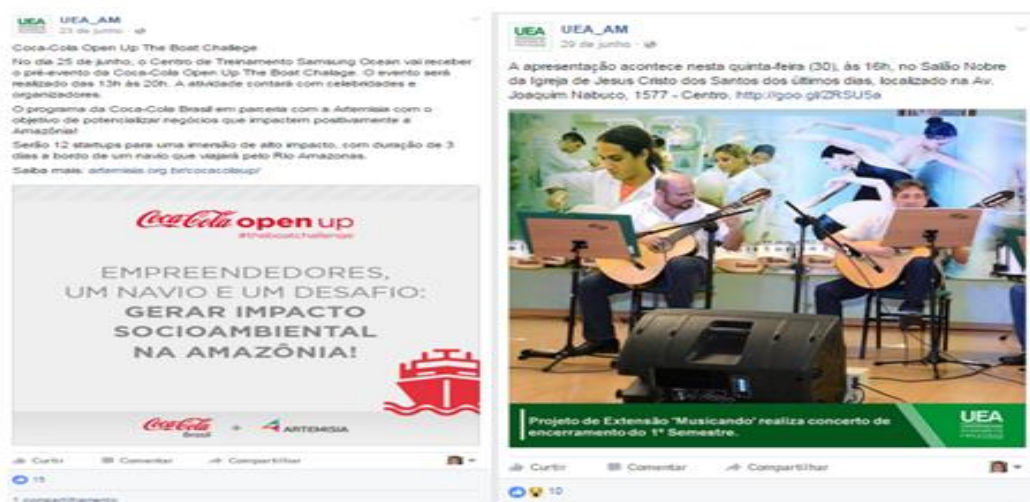 UEA_AM
23 de junho
Coca-Cola Open Up The Boat Challege
No dia 25 de junho, o Centro de Treinamento Samsung Ocean vai receber
o pré-evento da Coca-Cola Open Up The Boat Chalage. O evento será
realizado das 13h às 20h. A atividade contará com celebridades e
organizadores.
O programa da Coca-Cola Brasil em parceria com a Artemisia com o
objetivo de potencializar negócios que impactem positivamente a
Amazônia!
Serão 12 startups para uma imersão de alto impacto, com duração de 3
dias a bordo de um navio que viajará pelo Rio Amazonas.
Saiba mais: artemisia.org.br/cocacolaup/
Coca-Cola open up
#theboatchallenge
EMPREENDEDORES,
UM NAVIO E UM DESAFIO:
GERAR IMPACTO
SOCIOAMBIENTAL
NA AMAZÔNIA!
Coca-Cola Brasil + ARTEMISIA
Curtir Comentar Compartilhar
15
1 compartilhamento
UEA
UEA_AM
29 de junho
A apresentação acontece nesta quinta-feira (30), às 16h, no Salão Nobre
da Igreja de Jesus Cristo dos Santos dos últimos dias, localizado na Av.
Joaquim Nabuco, 1577 - Centro. http://goo.gl/ZRSU5a
Projeto de Extensão "Musicando" realiza concerto de
encerramento do 1º Semestre.
UEA
Curtir Comentar Compartilhar
10